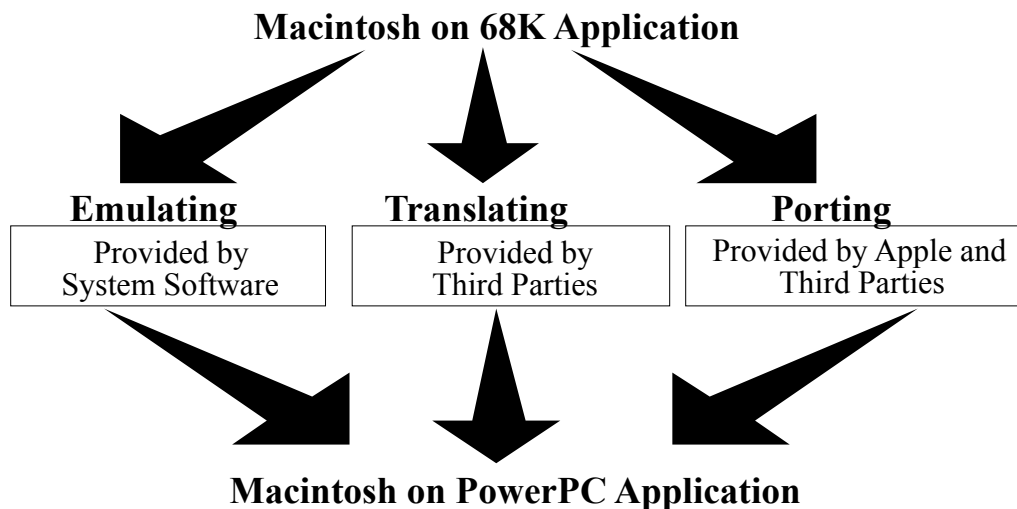 Macintosh on 68K Application
Emulating
Provided by
System Software
Translating
Provided by
Third Parties
Porting
Provided by Apple and
Third Parties
Macintosh on PowerPC Application